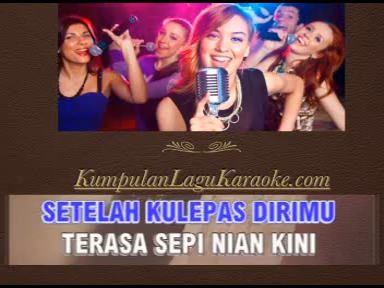 KumpulanLaguKaraoke.com
SETELAH KULEPAS DIRIMU
TERASA SEPI NIAN KINI